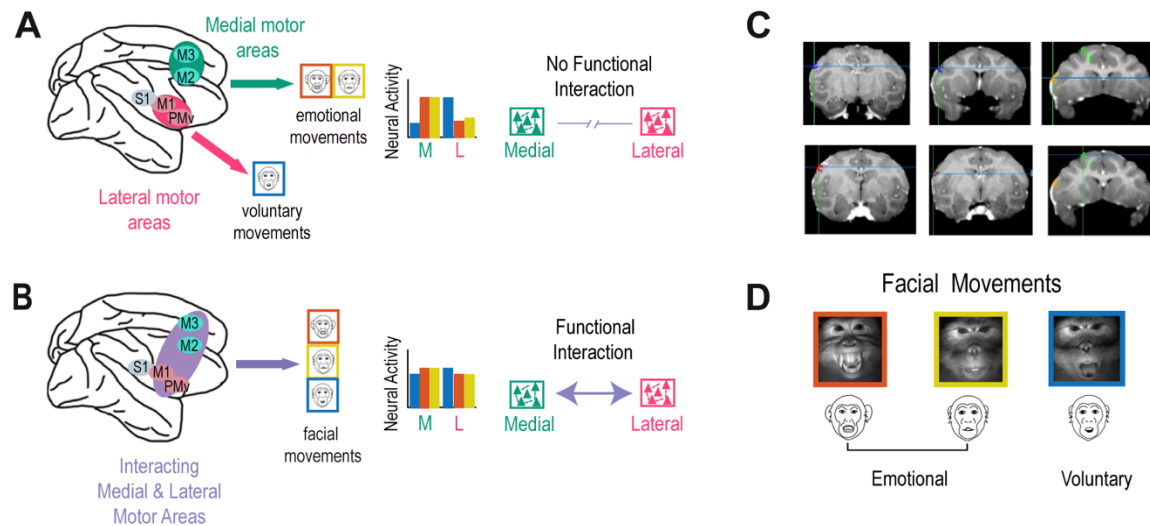 A
Medial motor
areas
M3
M2
S1
M1
PMv
Lateral motor
areas
emotional
movements
voluntary
movements
Neural Activity
M L
No Functional
Interaction
Medial
Lateral
B
M3
M2
S1
M1
PMv
Interacting
Medial & Lateral
Motor Areas
facial
movements
Neural Activity
M L
Functional
Interaction
Medial
Lateral
C
D
Facial Movements
Emotional
Voluntary